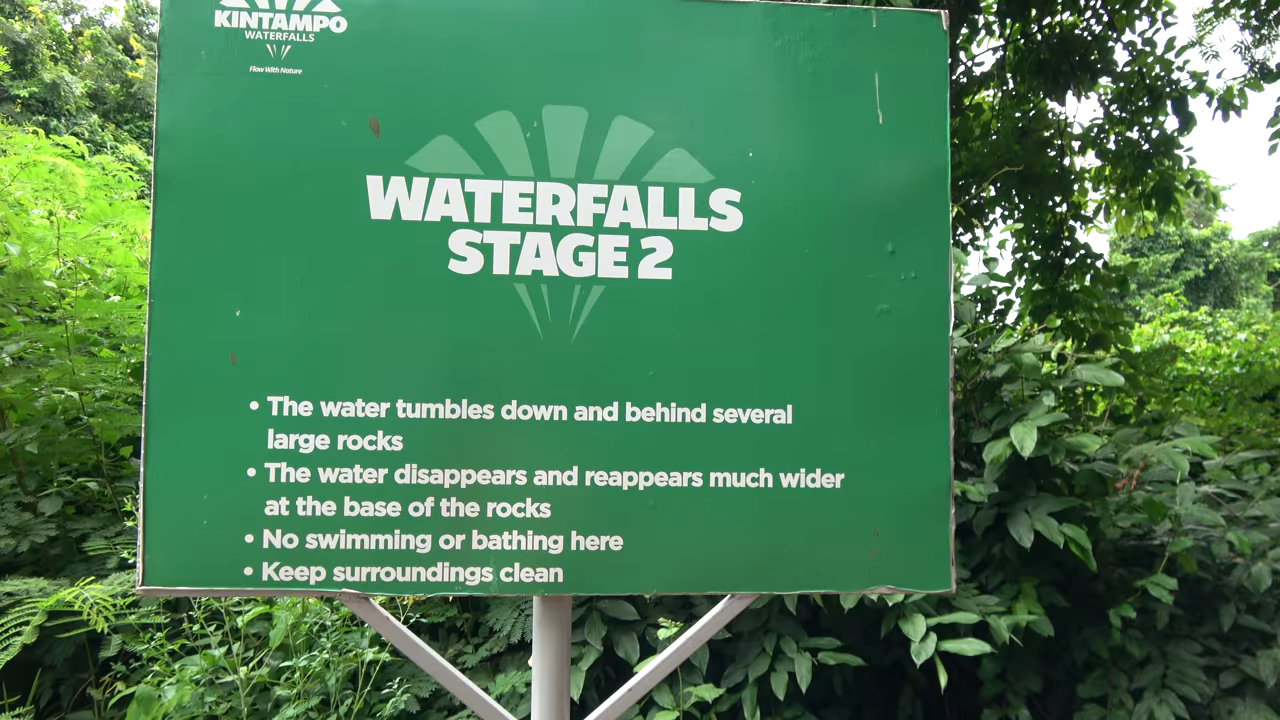 KINTAMPO
WATERFALLS
Flow With Nature
WATERFALLS
STAGE 2
• The water tumbles down and behind several
large rocks
• The water disappears and reappears much wider
at the base of the rocks
• No swimming or bathing here
• Keep surroundings clean